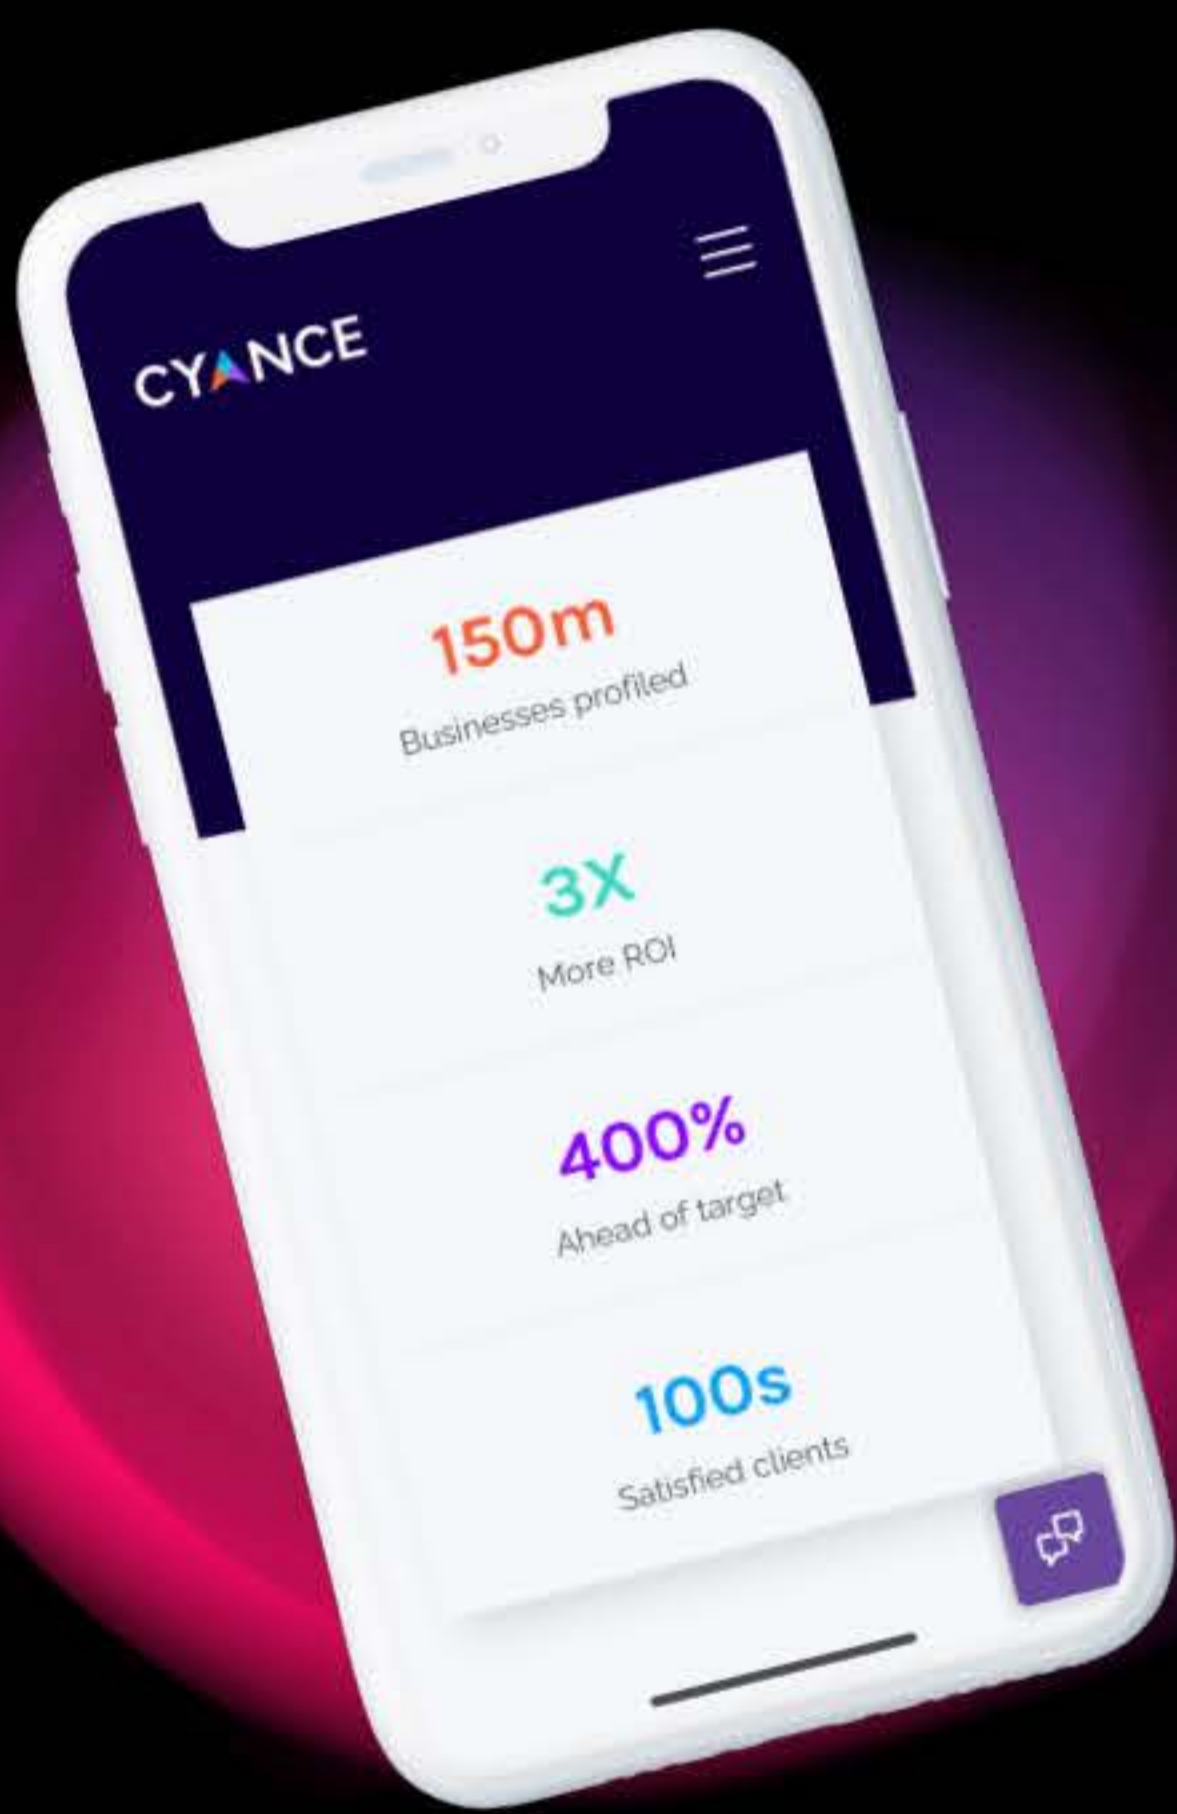 CYANCE
150m
Businesses profiled
3X
More ROI
400%
Ahead of target
100s
Satisfied clients